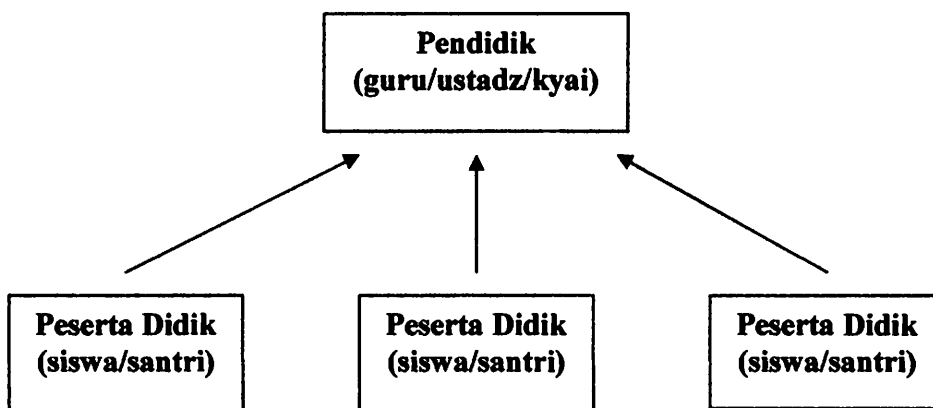 Pendidik
(guru/ustadz/kyai)
Peserta Didik
(siswa/santri)
Peserta Didik
(siswa/santri)
Peserta Didik
(siswa/santri)